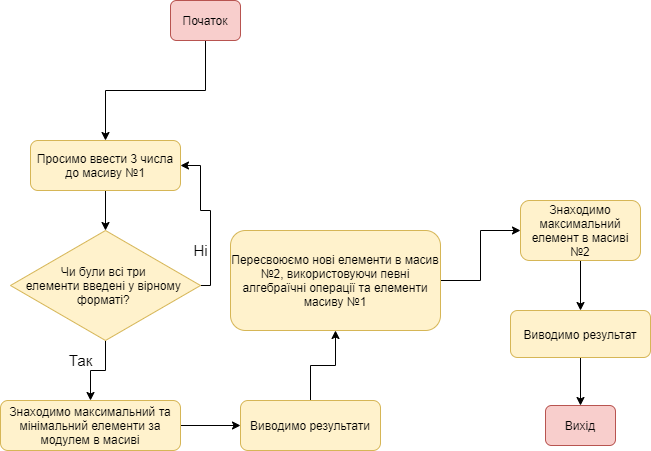 Початок
Просимо ввести 3 числа
до масиву №1
Ні
Чи були всі три
елементи введені у вірному
форматі?
Так
Знаходимо максимальний та
мінімальний елементи за
модулем в масиві
Виводимо результати
Пересвоюємо нові елементи в масив
№2, використовуючи певні
алгебраїчні операції та елементи
масиву №1
Знаходимо
максимальний
елемент в масиві
№2
Виводимо результат
Вихід